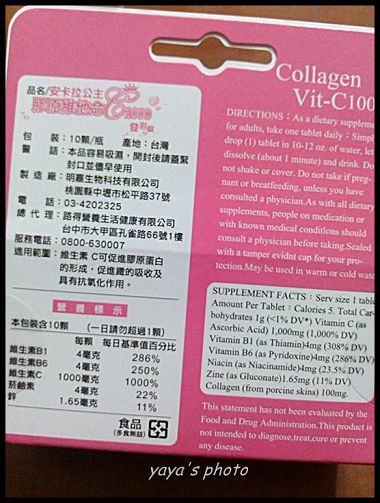 品名/安卡拉公主
膠原維他命C1000
發泡錠
包裝：10顆/瓶 產地：台灣
警語：本品容易吸濕，開封後請蓋緊
封口並儘早使用
製造廠：明嘉生物科技有限公司
桃園縣中壢市松平路37號
電話：03-4202325
總代理：路得營養生活健康有限公司
台中市大甲區孔雀路66號1樓
服務電話：0800-630007
適用範圍：維生素 C可促進膠原蛋白
的形成，促進鐵的吸收及
具有抗氧化作用。
營養標示
本包裝含10顆 （一日請勿超過1顆）
每顆 每日基準值百分比
維生素B1 4毫克 286%
維生素B6 4毫克 250%
維生素C 1000毫克 1000%
菸鹼素 4毫克 22%
鋅 1.65毫克 11%
食品
(多食無益)
Collagen
Vit-C100
DIRECTIONS：As a dietary suppleme
for adults, take one tablet daily：Simpl
drop (1) tablet in 10-12 oz. of water, let
dissolve (about 1 minute) and drink. Do
not shake or cover. Do not take if preg-
nant or breastfeeding, unless you have
consulted a physician.As with all dietary
supplements, people on medication or
with known medical conditions should
consult a physician before taking.Sealed
with a tamper evident cap for your pro-
tection.May be used in warm or cold wate
SUPPLEMENT FACTS：Serv size 1 table
Amount Per Tablet：Calories 5. Total Car-
bohydrates 1g (<1% DV*) Vitamin C (as
Ascorbic Acid) 1,000mg (1,000% DV)
Vitamin B1 (as Thiamin)4mg (308% DV)
Vitamin B6 (as Pyridoxine)4mg (286% DV)
Niacin (as Niacinamide)4mg (23.5% DV)
Zinc (as Gluconate)1.65mg (11% DV)
Collagen (from porcine skins) 100mg.
This statement has not been evaluated by the
Food and Drug Administration.This product is
not intended to diagnose,treat,cure or prevent
any disease.
yaya's photo